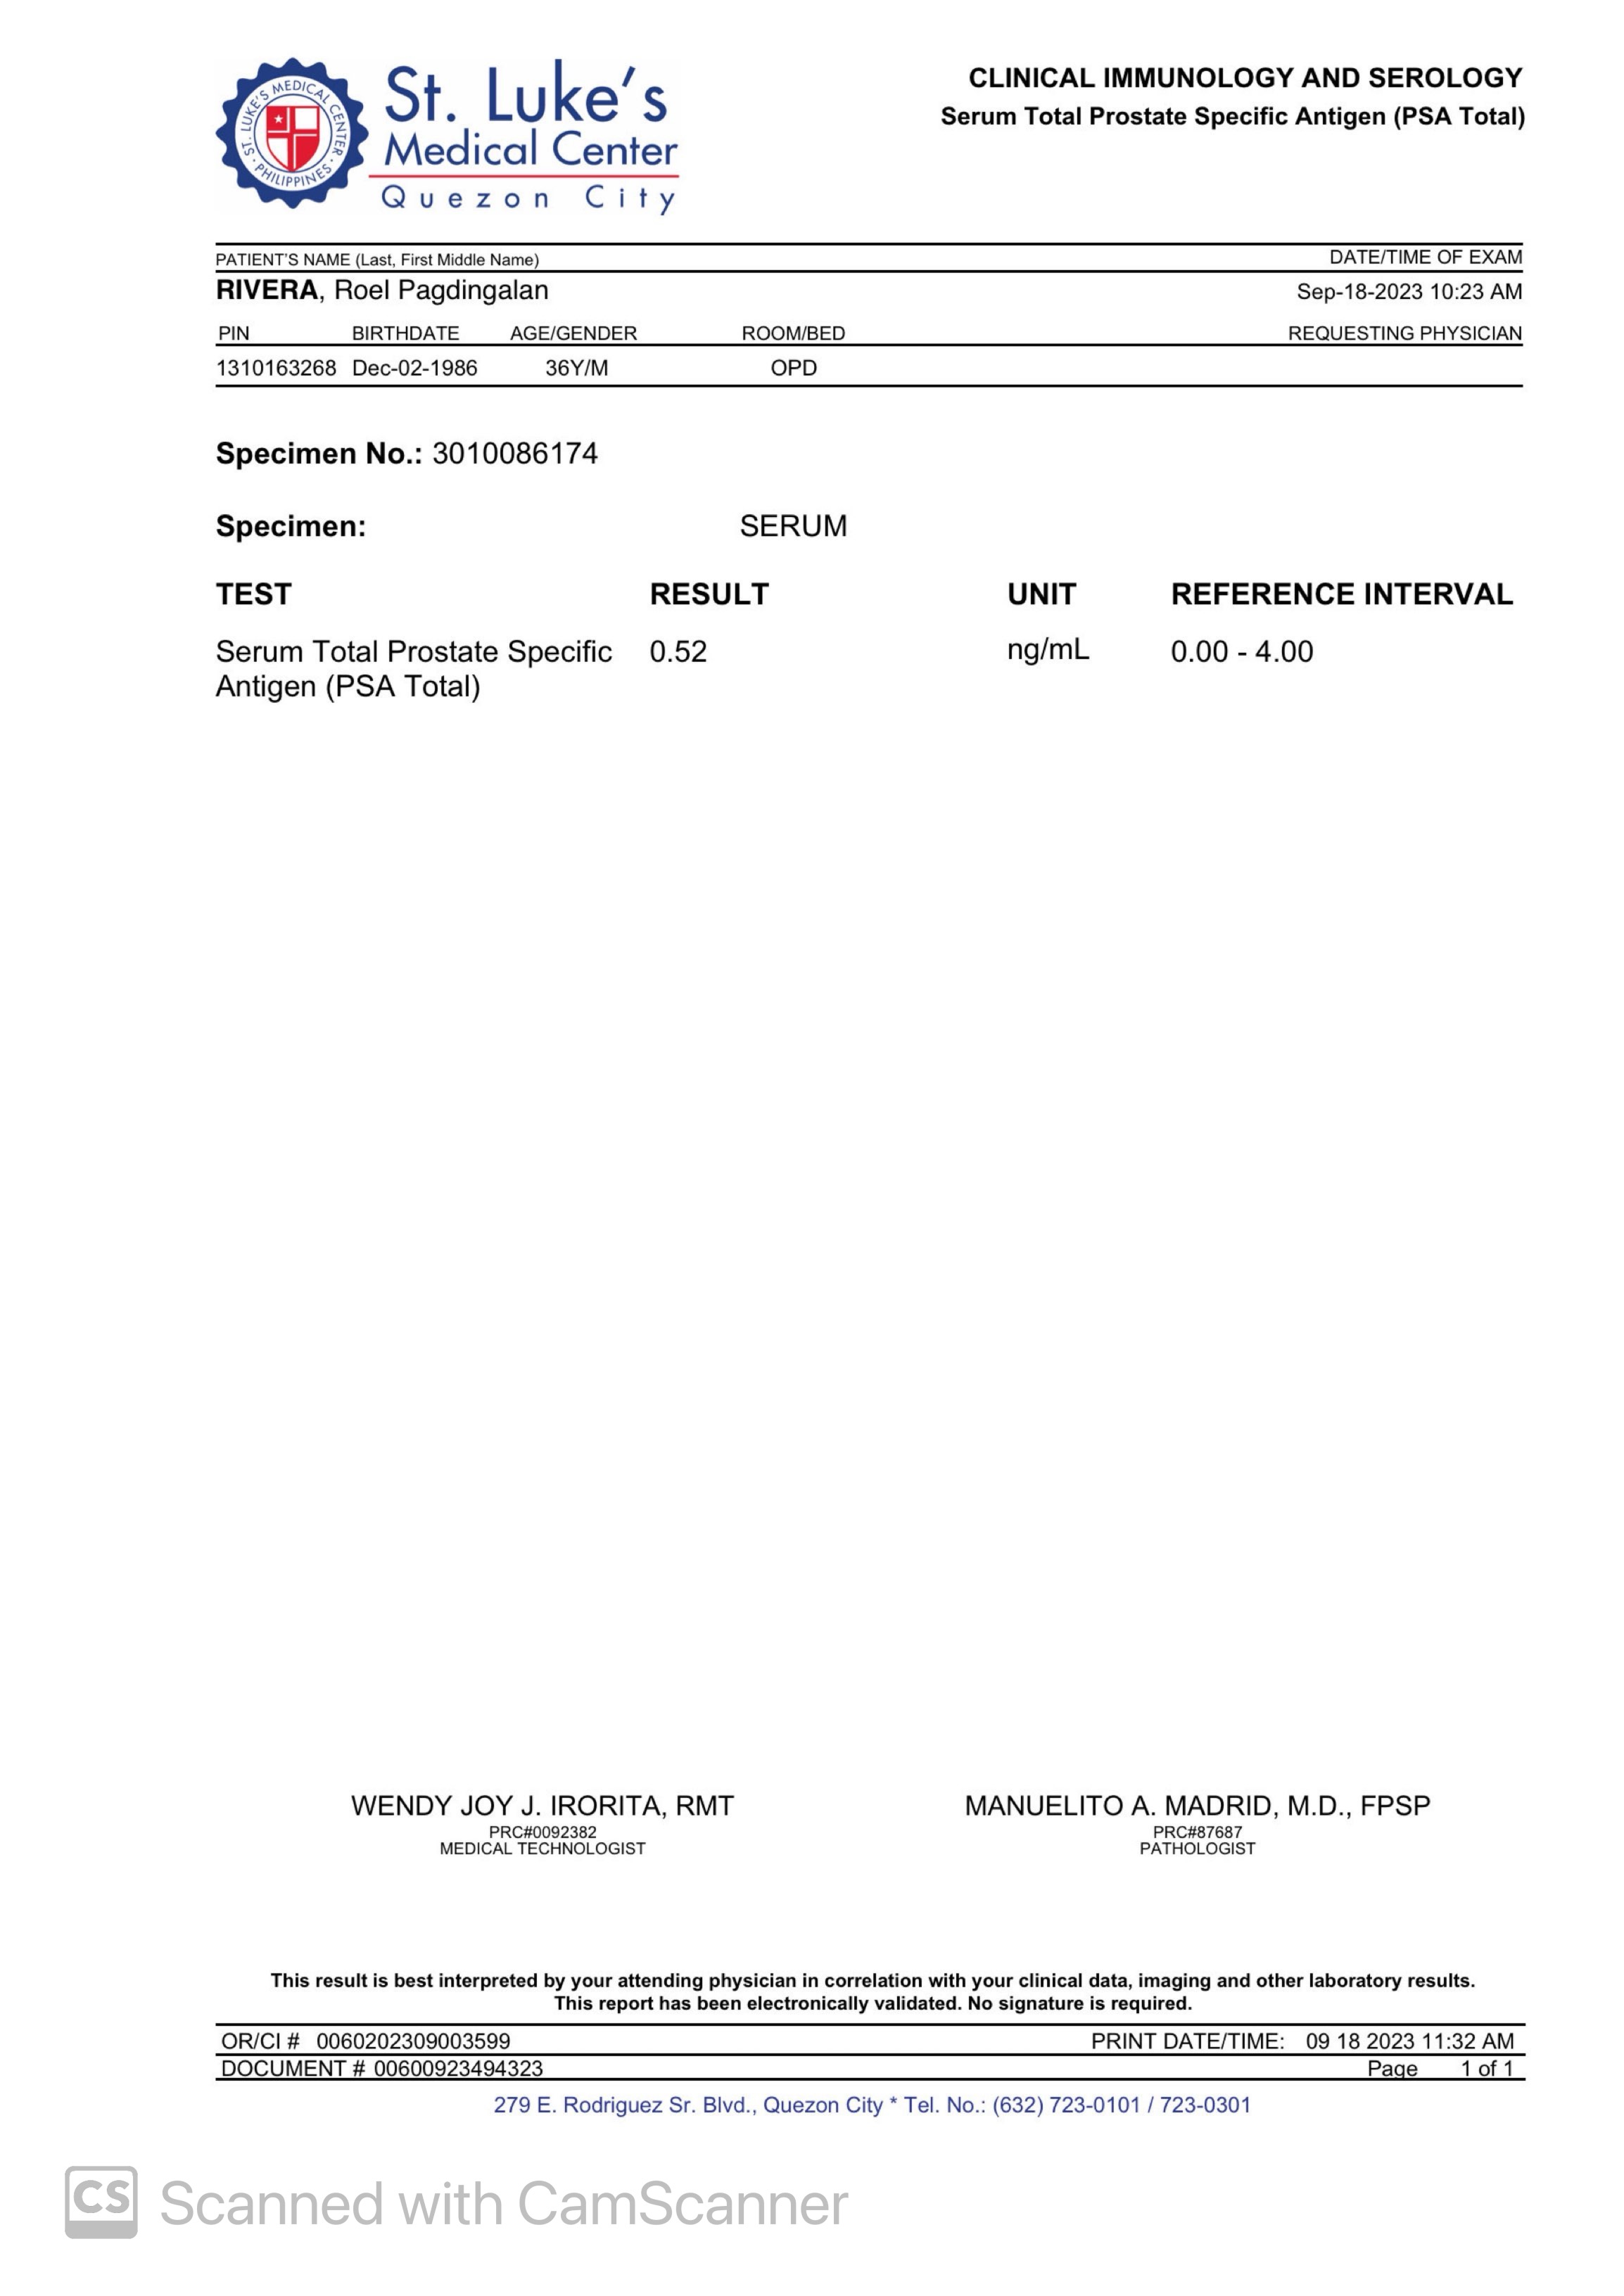 ST. LUKE'S MEDICAL CENTER · PHILIPPINES ·
St. Luke's
Medical Center
Quezon City
CLINICAL IMMUNOLOGY AND SEROLOGY
Serum Total Prostate Specific Antigen (PSA Total)
PATIENT'S NAME (Last, First Middle Name) DATE/TIME OF EXAM
RIVERA, Roel Pagdingalan Sep-18-2023 10:23 AM
PIN BIRTHDATE AGE/GENDER ROOM/BED REQUESTING PHYSICIAN
1310163268 Dec-02-1986 36Y/M OPD
Specimen No.: 3010086174
Specimen: SERUM
TEST RESULT UNIT REFERENCE INTERVAL
Serum Total Prostate Specific 0.52 ng/mL 0.00 - 4.00
Antigen (PSA Total)
WENDY JOY J. IRORITA, RMT MANUELITO A. MADRID, M.D., FPSP
PRC#0092382 PRC#87687
MEDICAL TECHNOLOGIST PATHOLOGIST
This result is best interpreted by your attending physician in correlation with your clinical data, imaging and other laboratory results.
This report has been electronically validated. No signature is required.
OR/CI # 0060202309003599 PRINT DATE/TIME: 09 18 2023 11:32 AM
DOCUMENT # 00600923494323 Page 1 of 1
279 E. Rodriguez Sr. Blvd., Quezon City * Tel. No.: (632) 723-0101 / 723-0301
CS Scanned with CamScanner